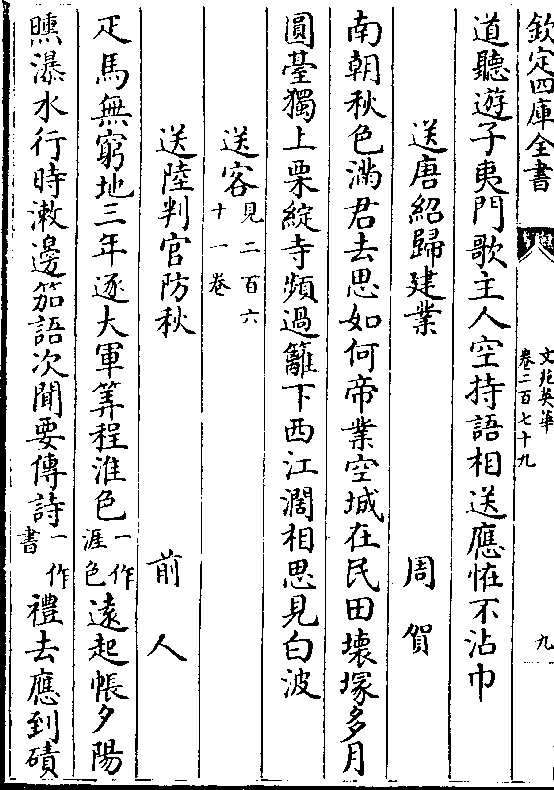 欽定四庫全書
文苑英華
卷二百七十九
九
道聽遊子夷門歌主人空持語相送應怪不沾巾
送唐紹歸建業
周賀
南朝秋色滿君去思如何帝業空城在民田壞塚多月
圓臺獨上栗綻寺頻過籬下西江濶相思見白波
送客見二百六十一卷
送陸判官防秋
前人
疋馬無窮地三年逐大軍筭程淮色一作涯色遠起帳夕陽
曛瀑水行時漱邊笳語次聞要傳詩一作書禮去應到磧